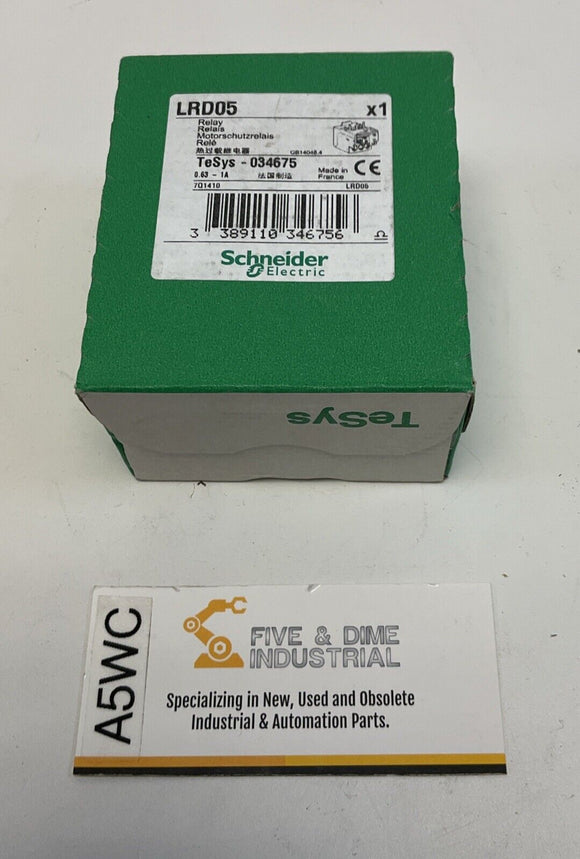 LRD05 x1
Relay
Relais
Motorschutzrelais
Relé
热过载继电器 GB14048.4
TeSys - 034675
0.63 - 1A 法国制造 Made in France CE
7Q1410 LRD05
3 389110 346756
Schneider
Electric
TeSys
A5WC
FIVE & DIME
INDUSTRIAL
Specializing in New, Used and Obsolete
Industrial & Automation Parts.